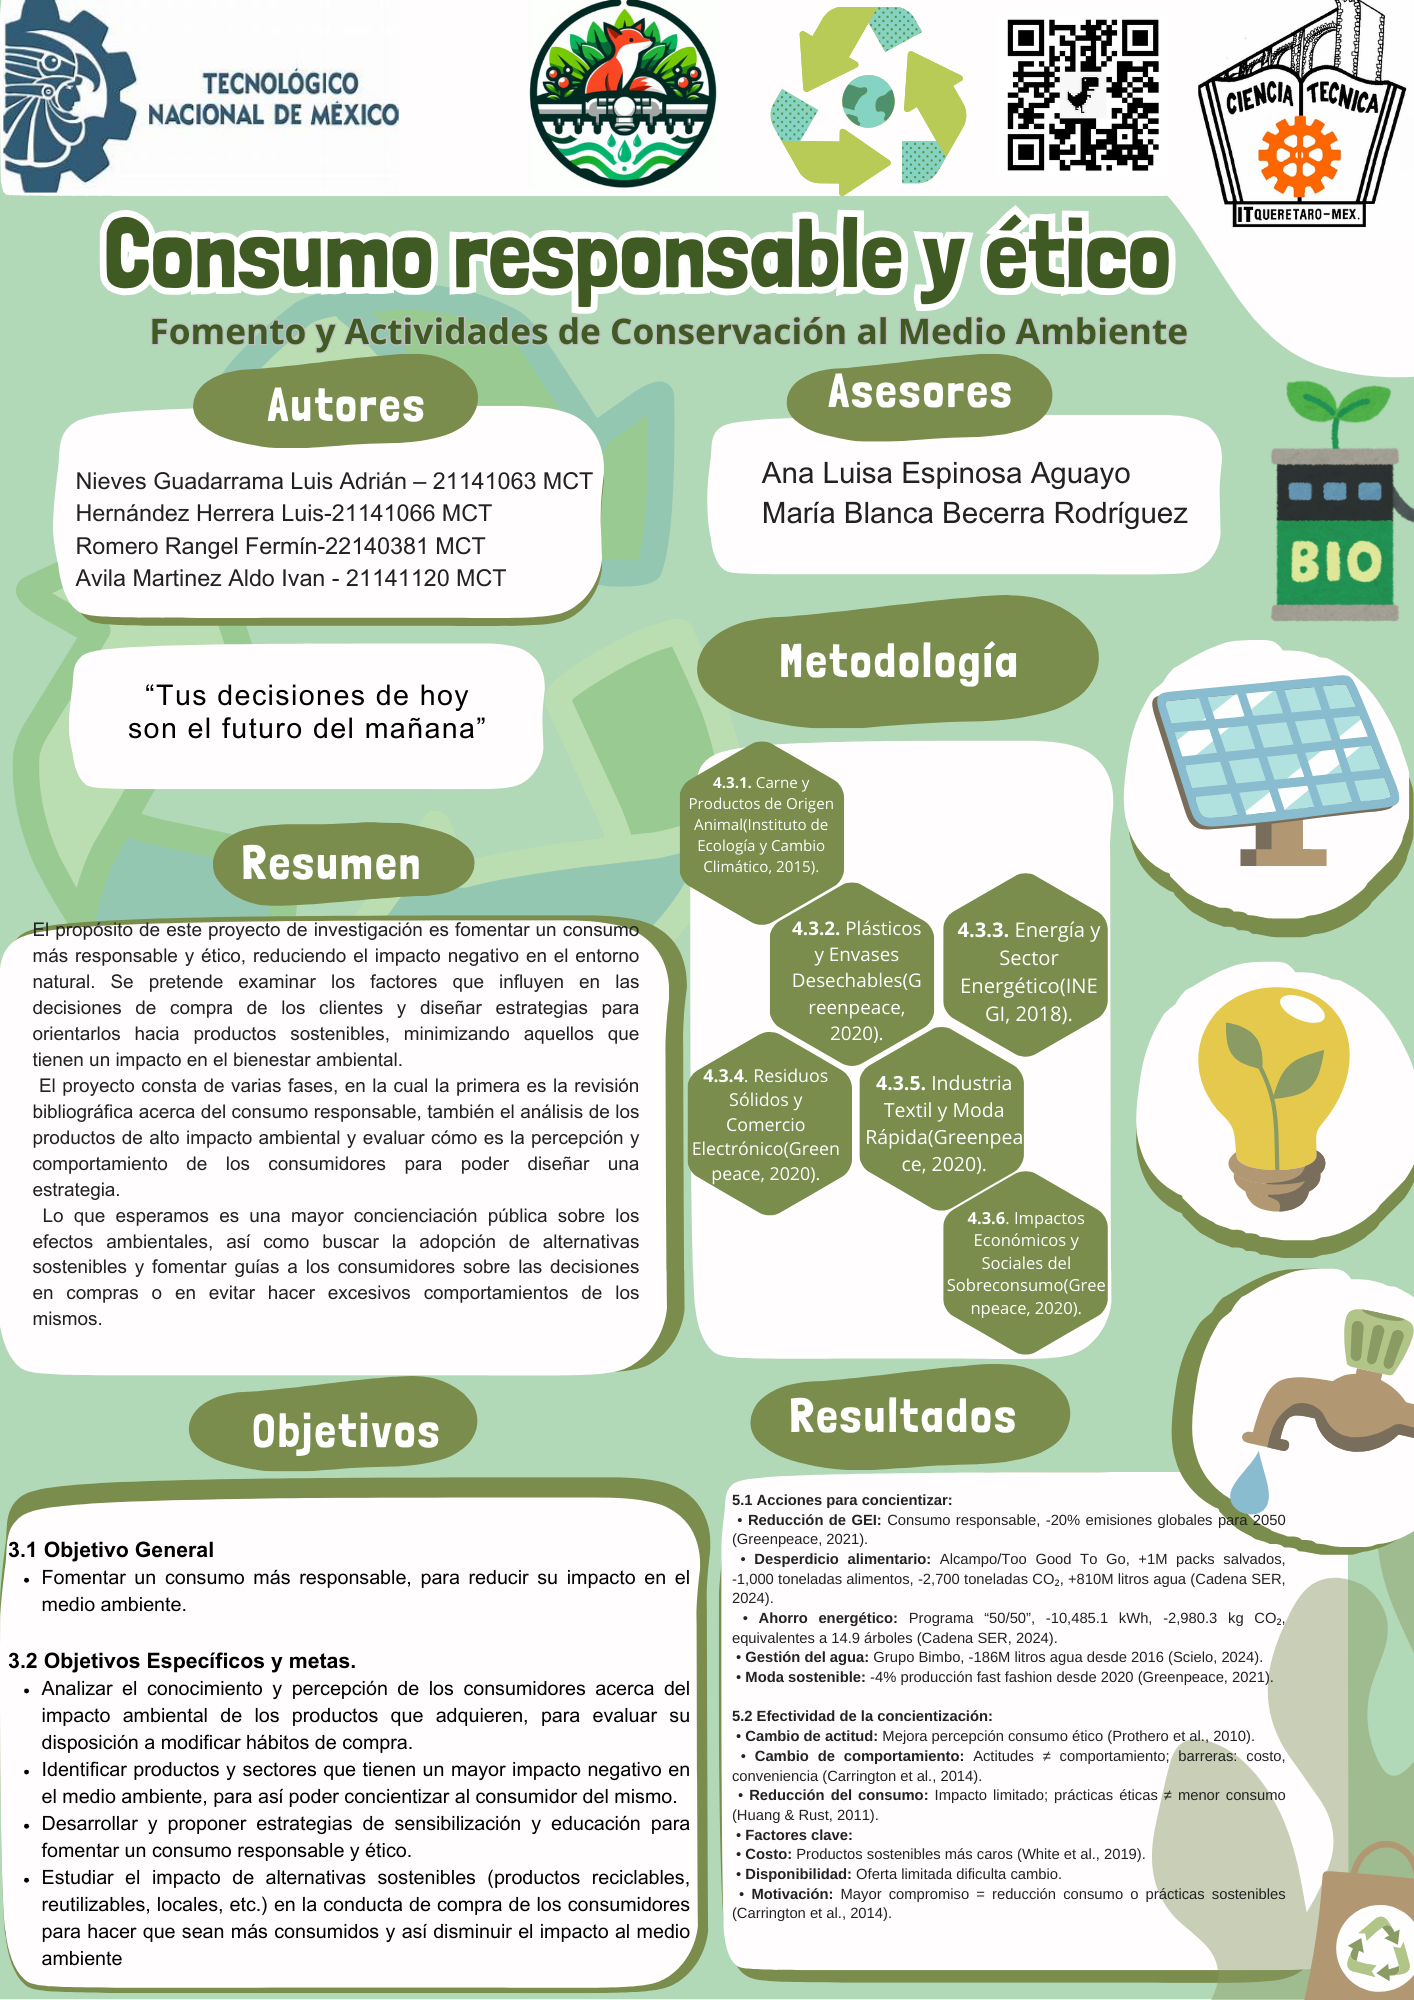 TECNOLÓGICO
NACIONAL DE MÉXICO
CIENCIA TECNICA
ITQUERETARO-MEX.
Consumo responsable y ético
Fomento y Actividades de Conservación al Medio Ambiente
Autores
Nieves Guadarrama Luis Adrián – 21141063 MCT
Hernández Herrera Luis-21141066 MCT
Romero Rangel Fermín-22140381 MCT
Avila Martinez Aldo Ivan - 21141120 MCT
Asesores
Ana Luisa Espinosa Aguayo
María Blanca Becerra Rodríguez
BIO
“Tus decisiones de hoy
son el futuro del mañana”
Resumen
El propósito de este proyecto de investigación es fomentar un consumo
más responsable y ético, reduciendo el impacto negativo en el entorno
natural. Se pretende examinar los factores que influyen en las
decisiones de compra de los clientes y diseñar estrategias para
orientarlos hacia productos sostenibles, minimizando aquellos que
tienen un impacto en el bienestar ambiental.
El proyecto consta de varias fases, en la cual la primera es la revisión
bibliográfica acerca del consumo responsable, también el análisis de los
productos de alto impacto ambiental y evaluar cómo es la percepción y
comportamiento de los consumidores para poder diseñar una
estrategia.
Lo que esperamos es una mayor concienciación pública sobre los
efectos ambientales, así como buscar la adopción de alternativas
sostenibles y fomentar guías a los consumidores sobre las decisiones
en compras o en evitar hacer excesivos comportamientos de los
mismos.
Metodología
4.3.1. Carne y
Productos de Origen
Animal(Instituto de
Ecología y Cambio
Climático, 2015).
4.3.2. Plásticos
y Envases
Desechables(G
reenpeace,
2020).
4.3.3. Energía y
Sector
Energético(INE
GI, 2018).
4.3.4. Residuos
Sólidos y
Comercio
Electrónico(Green
peace, 2020).
4.3.5. Industria
Textil y Moda
Rápida(Greenpea
ce, 2020).
4.3.6. Impactos
Económicos y
Sociales del
Sobreconsumo(Gree
npeace, 2020).
Objetivos
3.1 Objetivo General
• Fomentar un consumo más responsable, para reducir su impacto en el
medio ambiente.
3.2 Objetivos Específicos y metas.
• Analizar el conocimiento y percepción de los consumidores acerca del
impacto ambiental de los productos que adquieren, para evaluar su
disposición a modificar hábitos de compra.
• Identificar productos y sectores que tienen un mayor impacto negativo en
el medio ambiente, para así poder concientizar al consumidor del mismo.
• Desarrollar y proponer estrategias de sensibilización y educación para
fomentar un consumo responsable y ético.
• Estudiar el impacto de alternativas sostenibles (productos reciclables,
reutilizables, locales, etc.) en la conducta de compra de los consumidores
para hacer que sean más consumidos y así disminuir el impacto al medio
ambiente
Resultados
5.1 Acciones para concientizar:
• Reducción de GEI: Consumo responsable, -20% emisiones globales para 2050
(Greenpeace, 2021).
• Desperdicio alimentario: Alcampo/Too Good To Go, +1M packs salvados,
-1,000 toneladas alimentos, -2,700 toneladas CO₂, +810M litros agua (Cadena SER,
2024).
• Ahorro energético: Programa “50/50”, -10,485.1 kWh, -2,980.3 kg CO₂,
equivalentes a 14.9 árboles (Cadena SER, 2024).
• Gestión del agua: Grupo Bimbo, -186M litros agua desde 2016 (Scielo, 2024).
• Moda sostenible: -4% producción fast fashion desde 2020 (Greenpeace, 2021).
5.2 Efectividad de la concientización:
• Cambio de actitud: Mejora percepción consumo ético (Prothero et al., 2010).
• Cambio de comportamiento: Actitudes ≠ comportamiento; barreras: costo,
conveniencia (Carrington et al., 2014).
• Reducción del consumo: Impacto limitado; prácticas éticas ≠ menor consumo
(Huang & Rust, 2011).
• Factores clave:
• Costo: Productos sostenibles más caros (White et al., 2019).
• Disponibilidad: Oferta limitada dificulta cambio.
• Motivación: Mayor compromiso = reducción consumo o prácticas sostenibles
(Carrington et al., 2014).